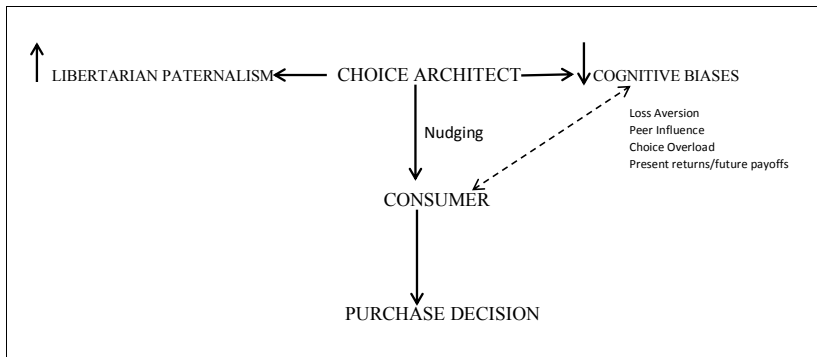 LIBERTARIAN PATERNALISM
CHOICE ARCHITECT
COGNITIVE BIASES
Loss Aversion
Peer Influence
Choice Overload
Present returns/future payoffs
Nudging
CONSUMER
PURCHASE DECISION